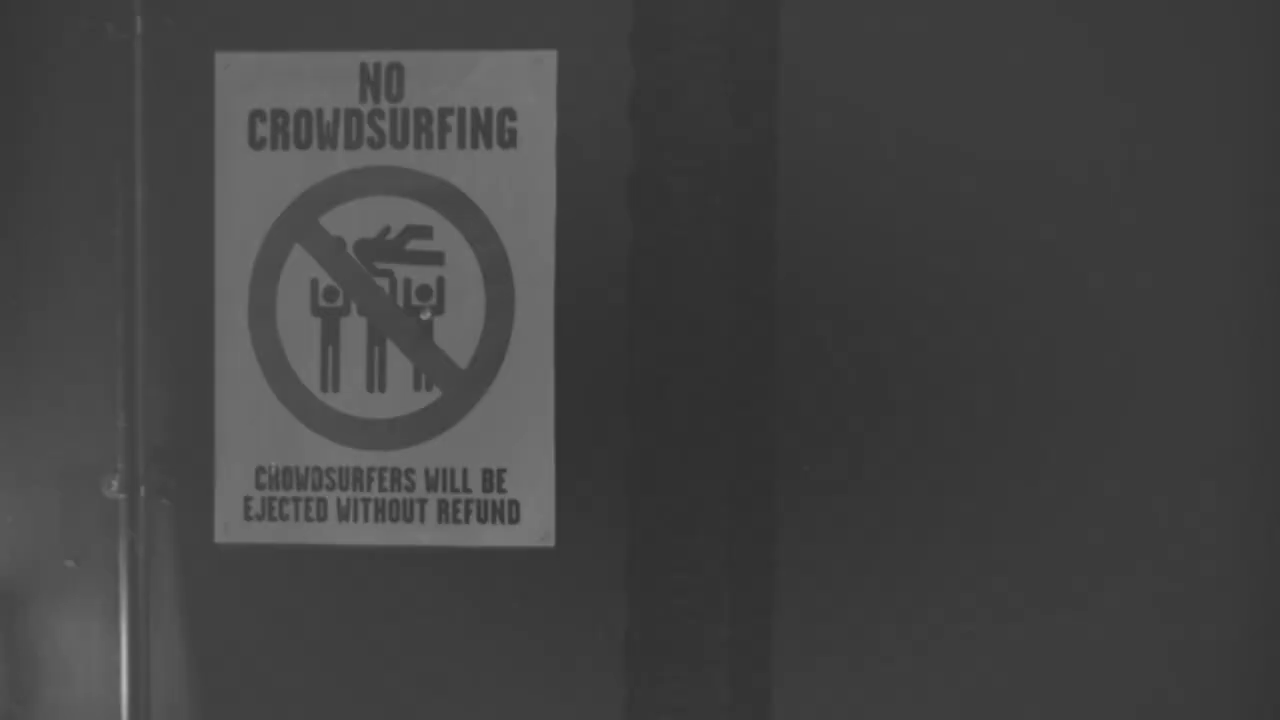 NO
CROWDSURFING
CROWDSURFERS WILL BE
EJECTED WITHOUT REFUND